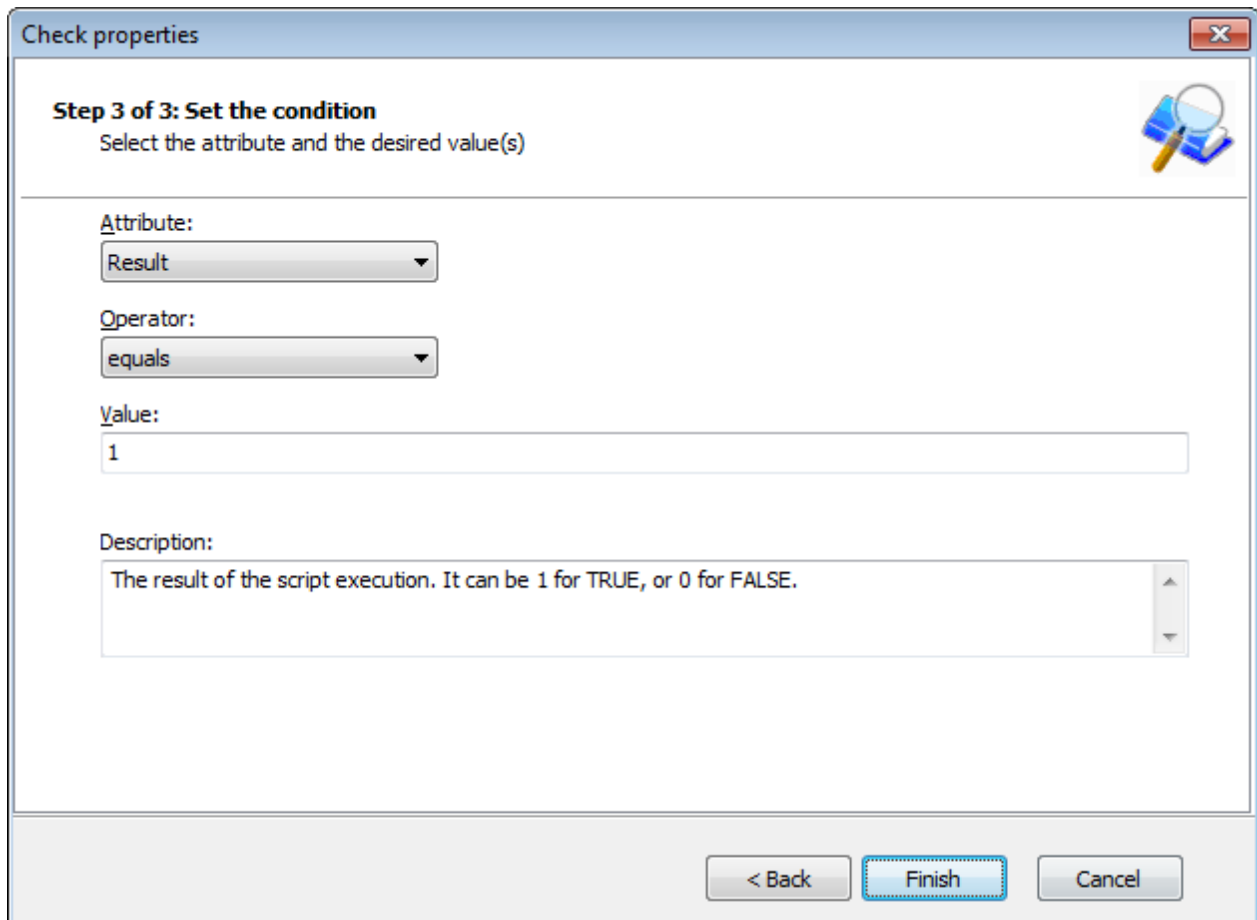 Check properties
Step 3 of 3: Set the condition
Select the attribute and the desired value(s)
Attribute:
Result
Operator:
equals
Value:
1
Description:
The result of the script execution. It can be 1 for TRUE, or 0 for FALSE.
< Back
Finish
Cancel